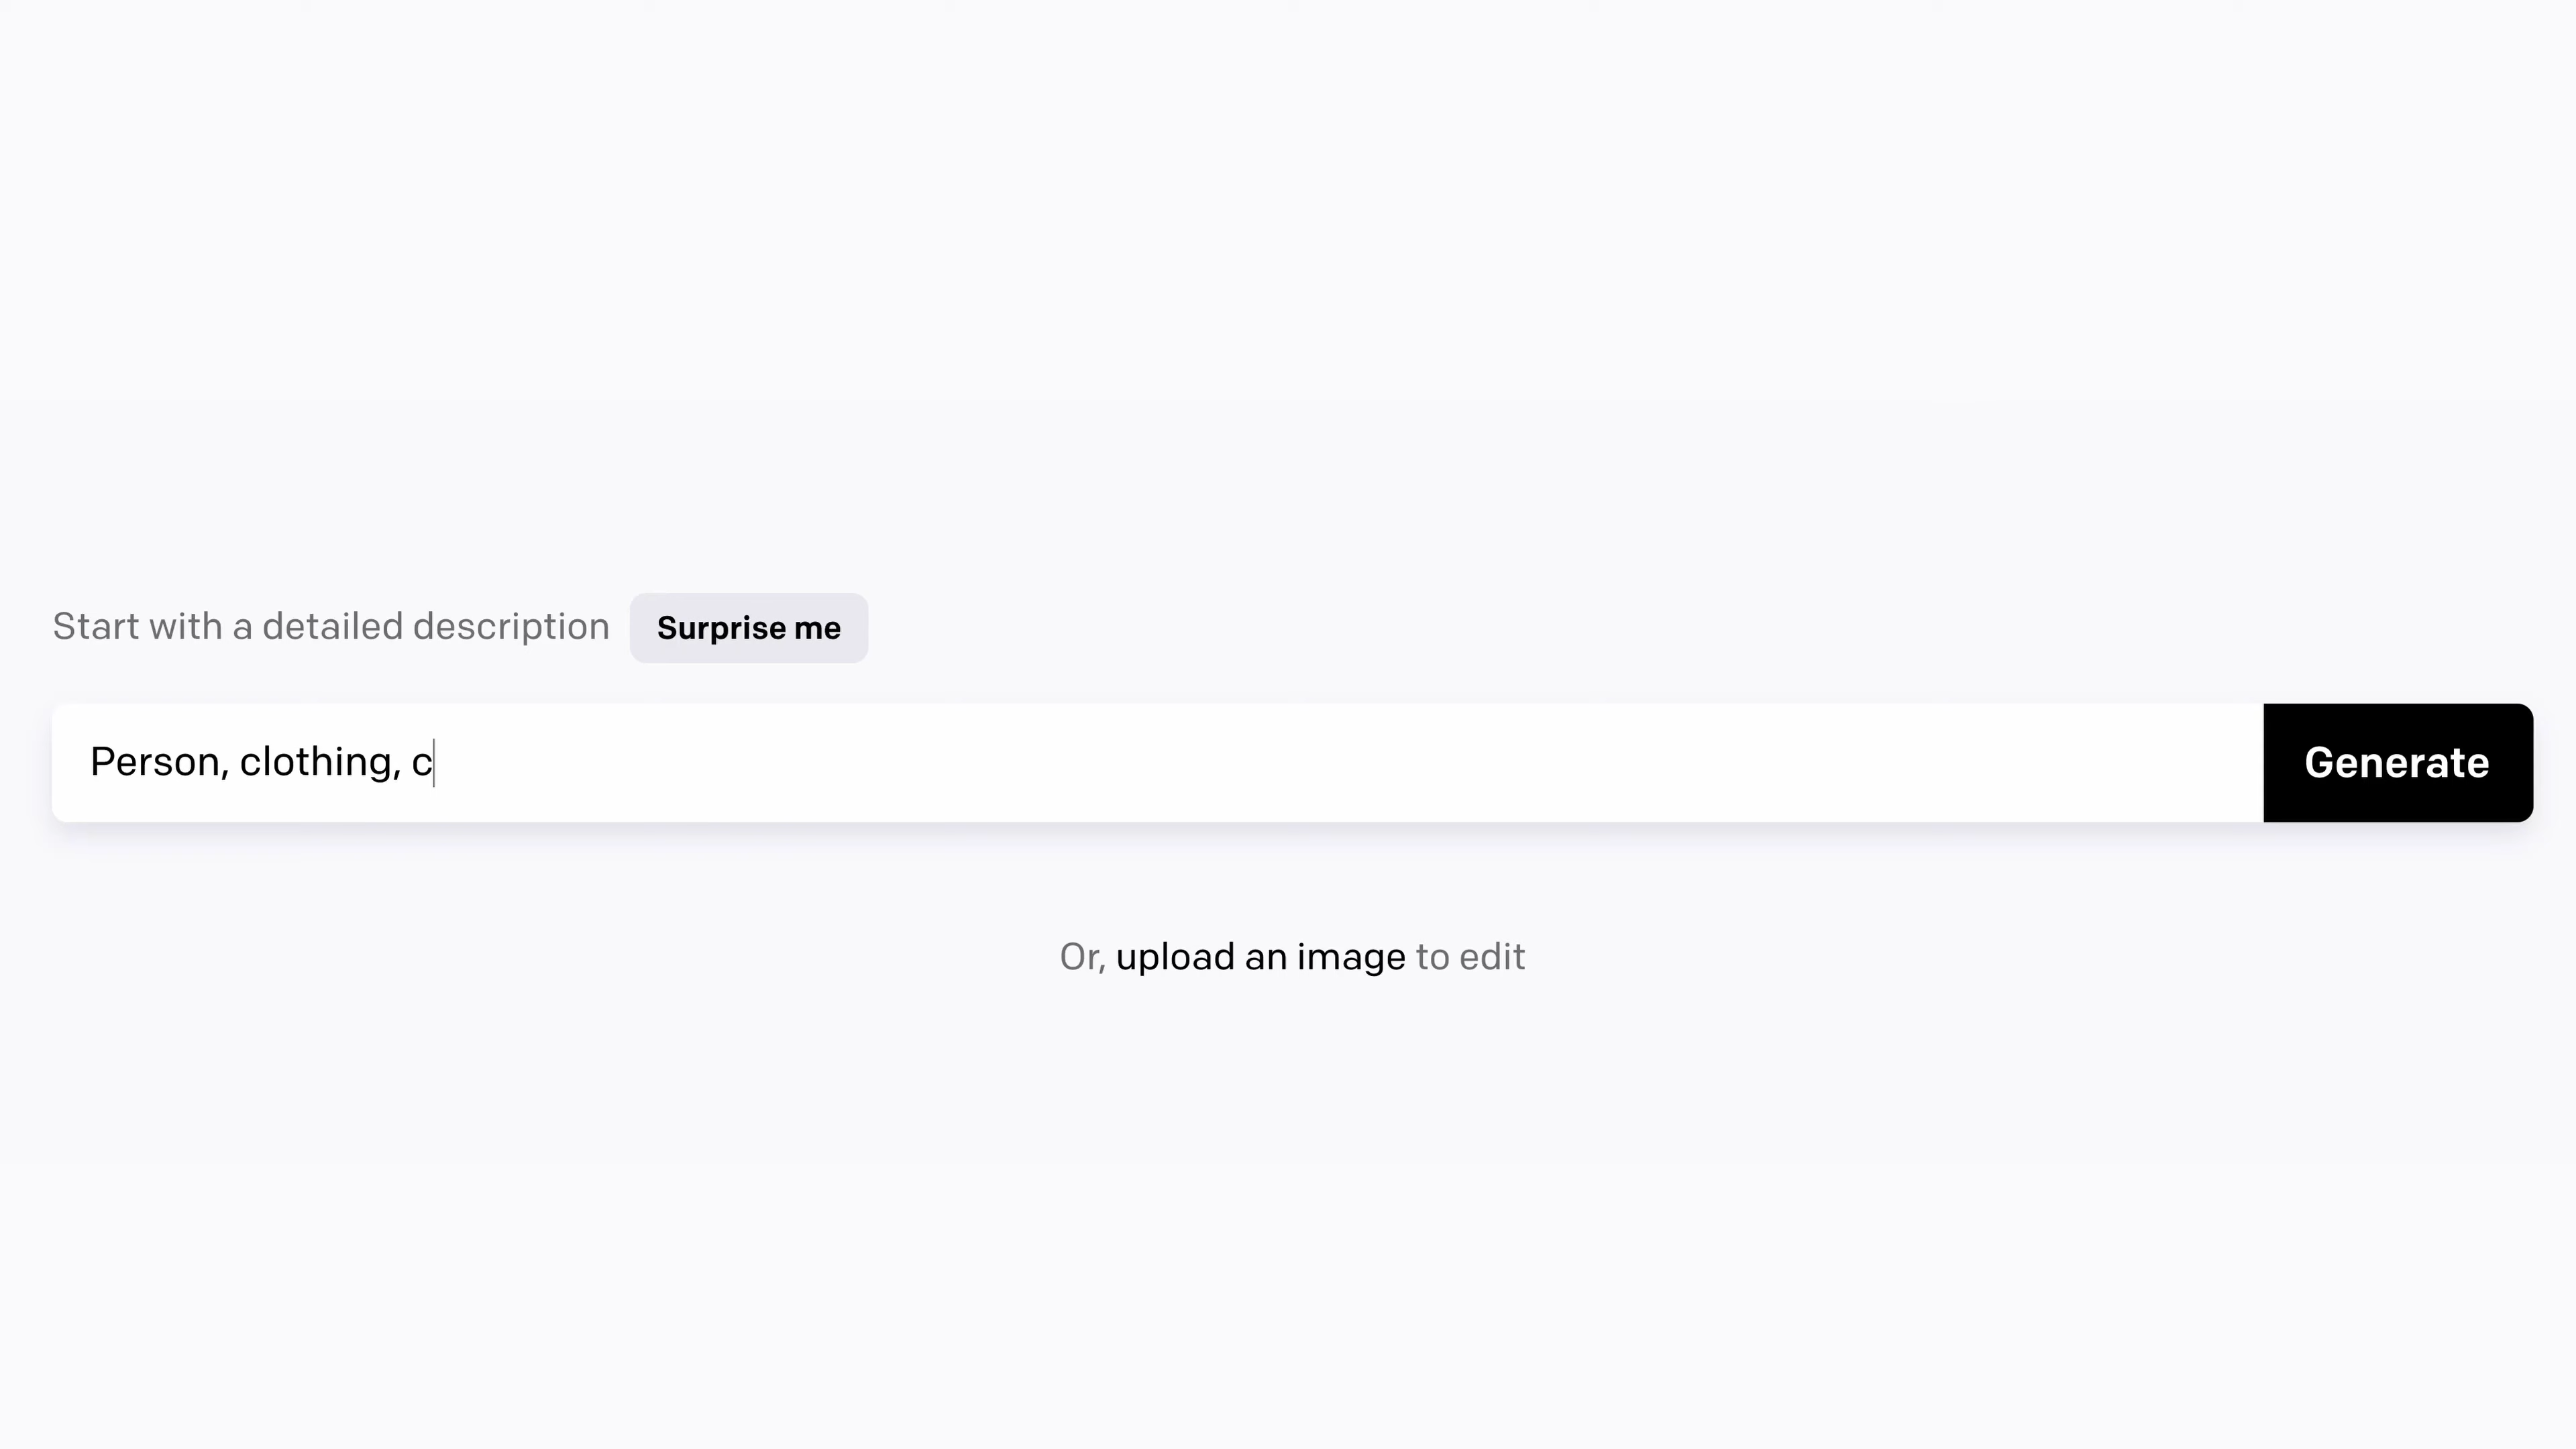 Start with a detailed description
Surprise me
Person, clothing, c
Generate
Or, upload an image to edit